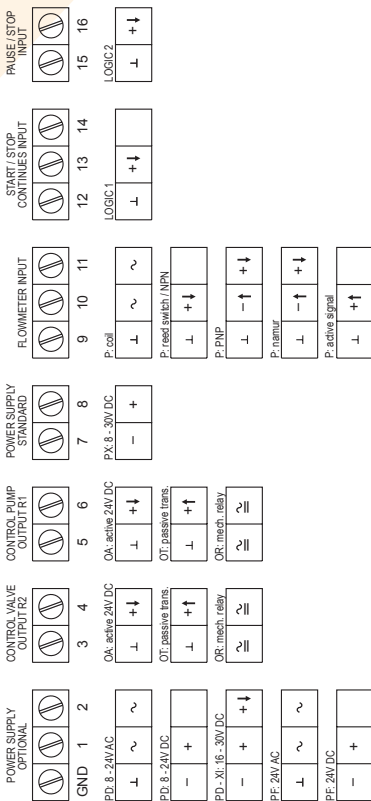 POWER SUPPLY
OPTIONAL
GND 1 2
PD: 8 - 24V AC
⊥ ~ ~
PD: 8 - 24V DC
− +
PD - XI: 16 - 30V DC
− +
PF: 24V AC
⊥ ~ ~
PF: 24V DC
− +
CONTROL VALVE
OUTPUT R2
3 4
OA: active 24V DC
⊥ +
OT: passive trans.
⊥ +
OR: mech. relay
CONTROL PUMP
OUTPUT R1
5 6
OA: active 24V DC
⊥ +
OT: passive trans.
⊥ +
OR: mech. relay
POWER SUPPLY
STANDARD
7 8
PX: 8 - 30V DC
− +
FLOWMETER INPUT
9 10 11
P: coil
⊥ ~ ~
P: reed switch / NPN
⊥ +
P: PNP
⊥ − +
P: namur
⊥ − +
P: active signal
⊥ +
START / STOP
CONTINUES INPUT
12 13 14
LOGIC 1
⊥ +
PAUSE / STOP
INPUT
15 16
LOGIC 2
⊥ +